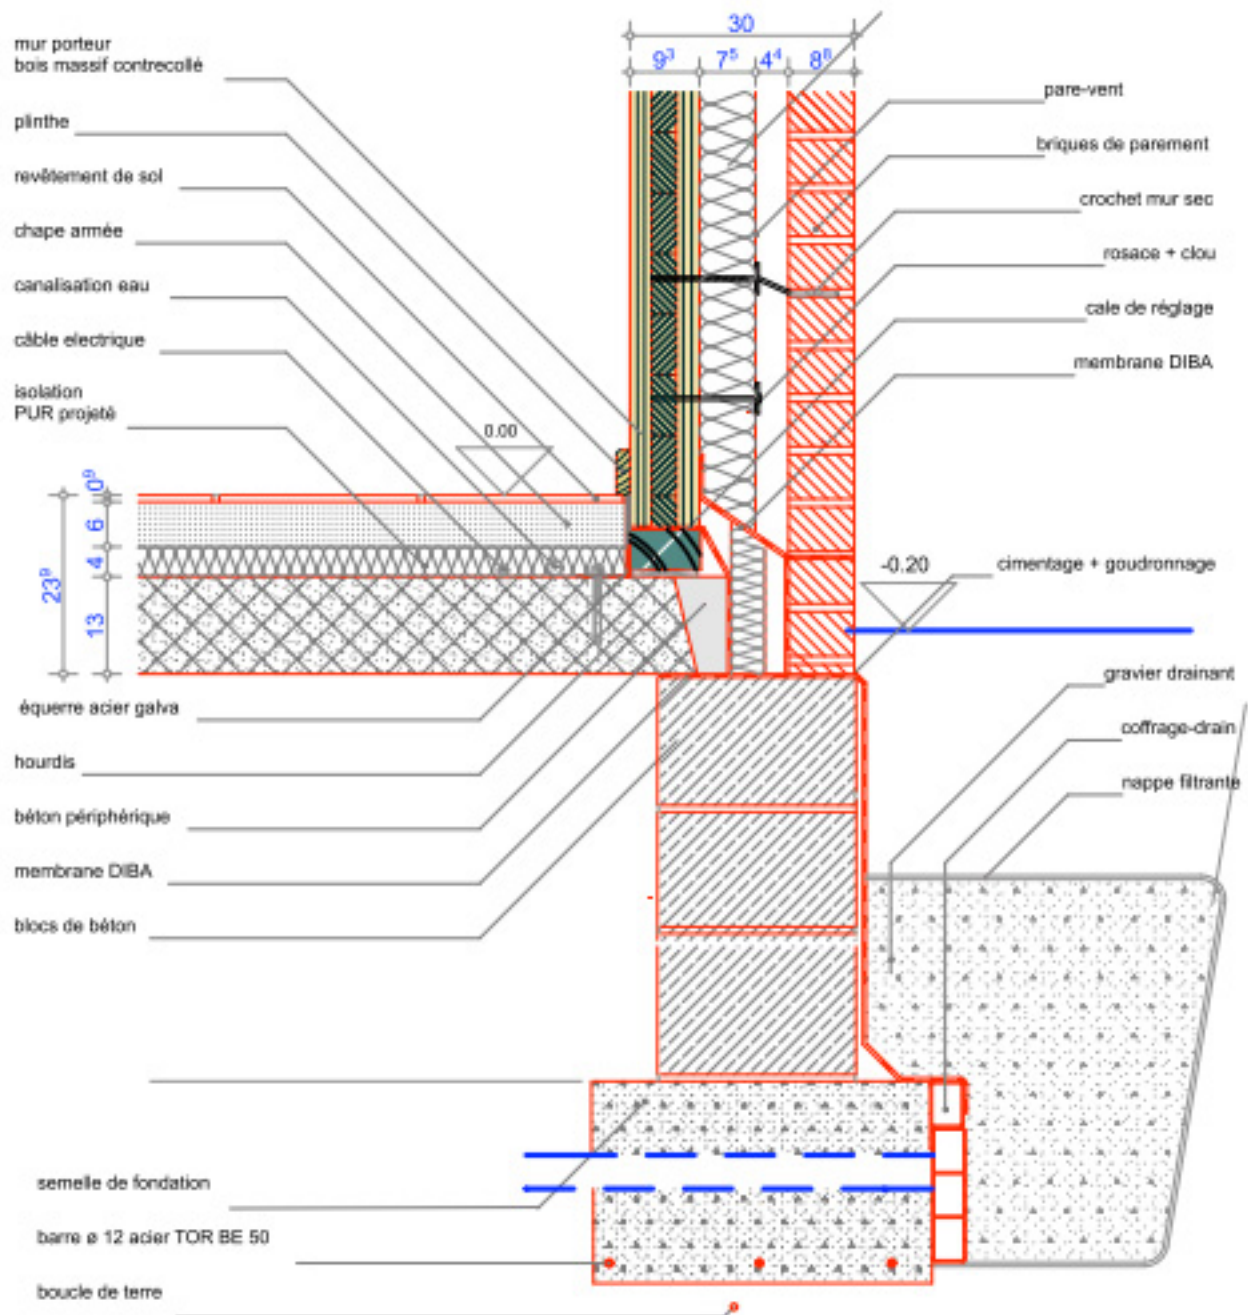 30
9³ 7⁵ 4⁴ 8⁸
mur porteur
bois massif contrecollé
plinthe
revêtement de sol
chape armée
canalisation eau
câble electrique
isolation
PUR projeté
pare-vent
briques de parement
crochet mur sec
rosace + clou
cale de réglage
membrane DIBA
0.00
0⁹
6
4
13
23⁹
-0.20
cimentage + goudronnage
gravier drainant
coffrage-drain
nappe filtrante
équerre acier galva
hourdis
béton périphérique
membrane DIBA
blocs de béton
semelle de fondation
barre ø 12 acier TOR BE 50
boucle de terre